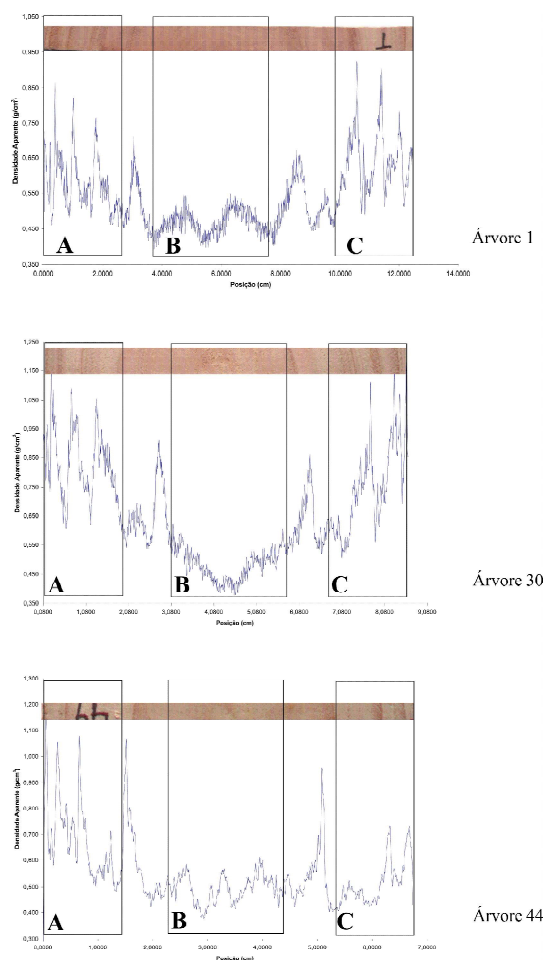 1,050
0,950
0,850
0,750
0,650
0,550
0,450
0,350
Densidade Aparente (g/cm³)
A
B
C
0.0000 2.0000 4.0000 6.0000 8.0000 10.0000 12.0000 14.0000
Posição (cm)
Árvore 1
1,250
1,150
1,050
0,950
0,850
0,750
0,650
0,550
0,450
0,350
Densidade Aparente (g/cm³)
A
B
C
0,0800 1,0800 2,0800 3,0800 4,0800 5,0800 6,0800 7,0800 8,0800 9,0800
Posição (cm)
Árvore 30
1,300
1,200
1,100
1,000
0,900
0,800
0,700
0,600
0,500
0,400
0,300
Densidade Aparente (g/cm³)
44
A
B
C
0,0000 1,0000 2,0000 3,0000 4,0000 5,0000 6,0000 7,0000
Posição (cm)
Árvore 44